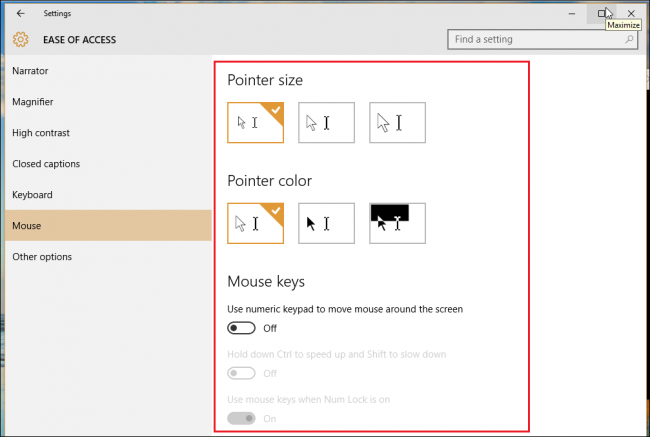 Settings
Maximize
EASE OF ACCESS
Find a setting
Narrator
Magnifier
High contrast
Closed captions
Keyboard
Mouse
Other options
Pointer size
Pointer color
Mouse keys
Use numeric keypad to move mouse around the screen
Off
Hold down Ctrl to speed up and Shift to slow down
Off
Use mouse keys when Num Lock is on
On